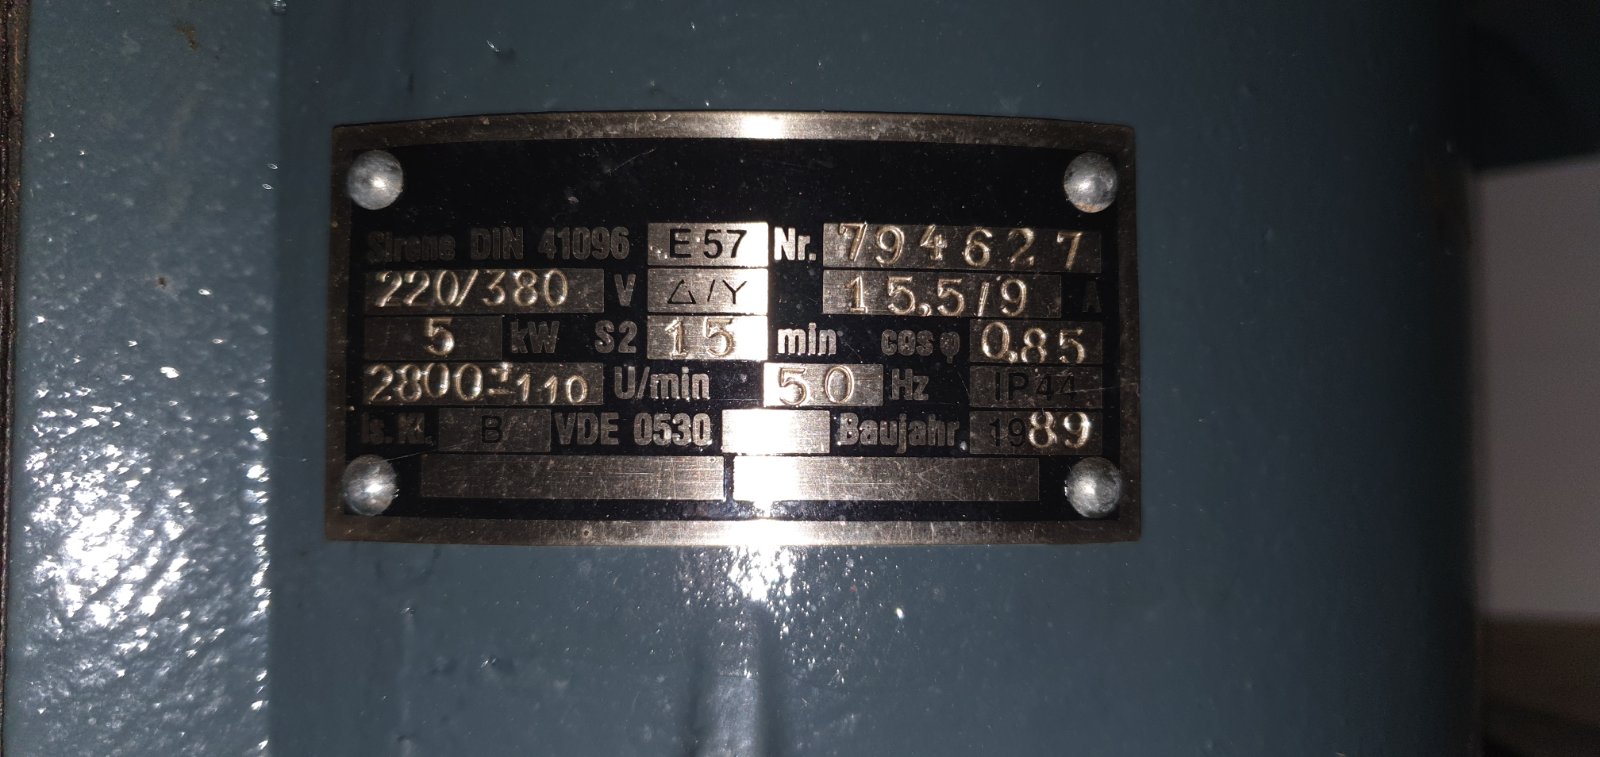 Sirene DIN 41096 E 57 Nr. 794627
220/380 V △/Y 15,5/9 A
5 kW S2 15 min cos φ 0,85
2800±110 U/min 50 Hz IP44
Is. Kl. B VDE 0530 Baujahr 1989